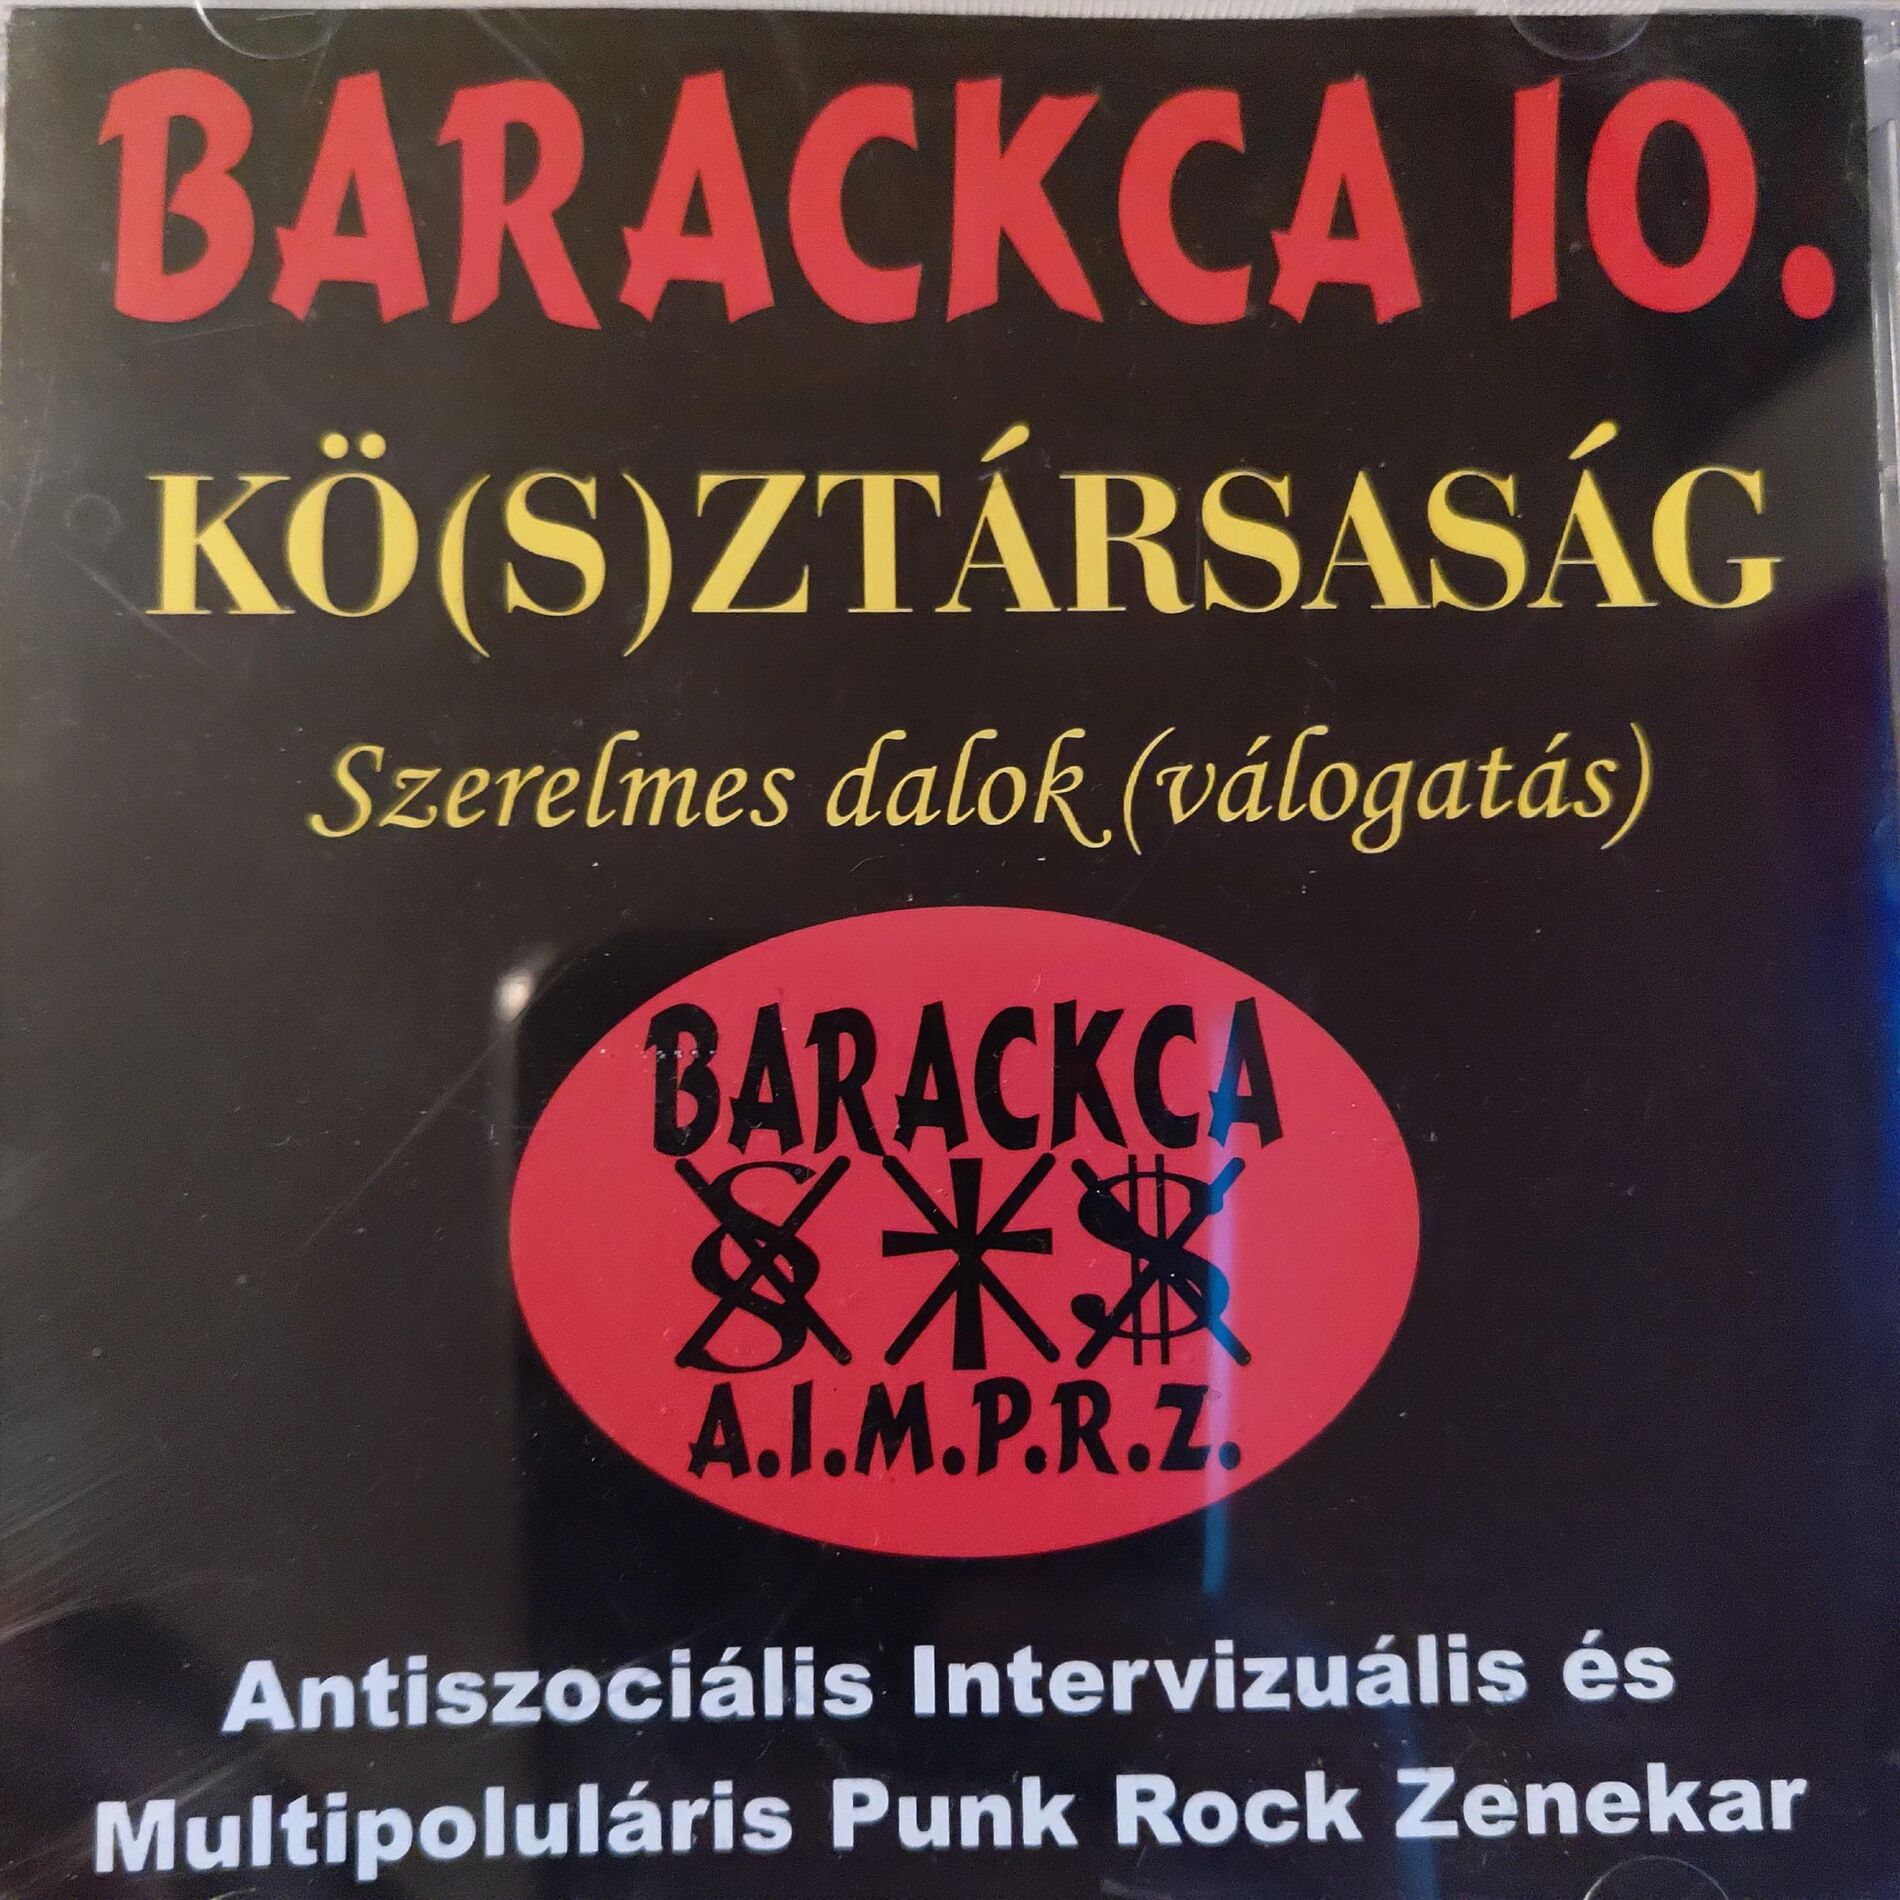 BARACKCA 10.
KÖ(S)ZTÁRSASÁG
Szerelmes dalok (válogatás)
BARACKCA
A.I.M.P.R.Z.
Antiszociális Intervizuális és
Multipoluláris Punk Rock Zenekar